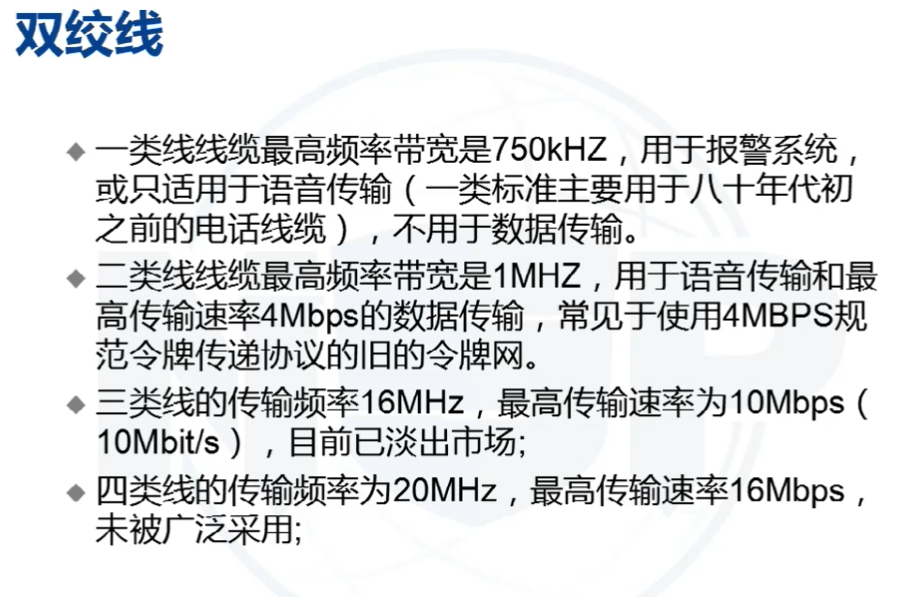 双绞线
◆ 一类线线缆最高频率带宽是750kHZ，用于报警系统，
或只适用于语音传输（一类标准主要用于八十年代初
之前的电话线缆），不用于数据传输。
◆ 二类线线缆最高频率带宽是1MHZ，用于语音传输和最
高传输速率4Mbps的数据传输，常见于使用4MBPS规
范令牌传递协议的旧的令牌网。
◆ 三类线的传输频率16MHz，最高传输速率为10Mbps（
10Mbit/s），目前已淡出市场;
◆ 四类线的传输频率为20MHz，最高传输速率16Mbps，
未被广泛采用;